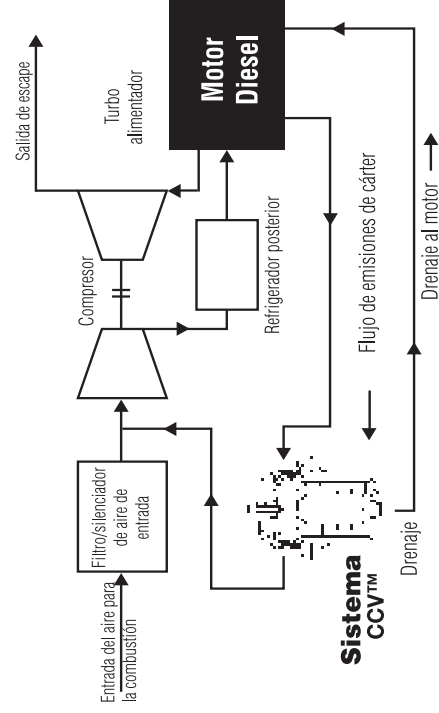 Entrada del aire para
la combustión
Filtro/silenciador
de aire de
entrada
Compresor
Turbo
alimentador
Salida de escape
Motor
Diesel
Refrigerador posterior
Flujo de emisiones de cárter
Sistema
CCV™
Drenaje
Drenaje al motor